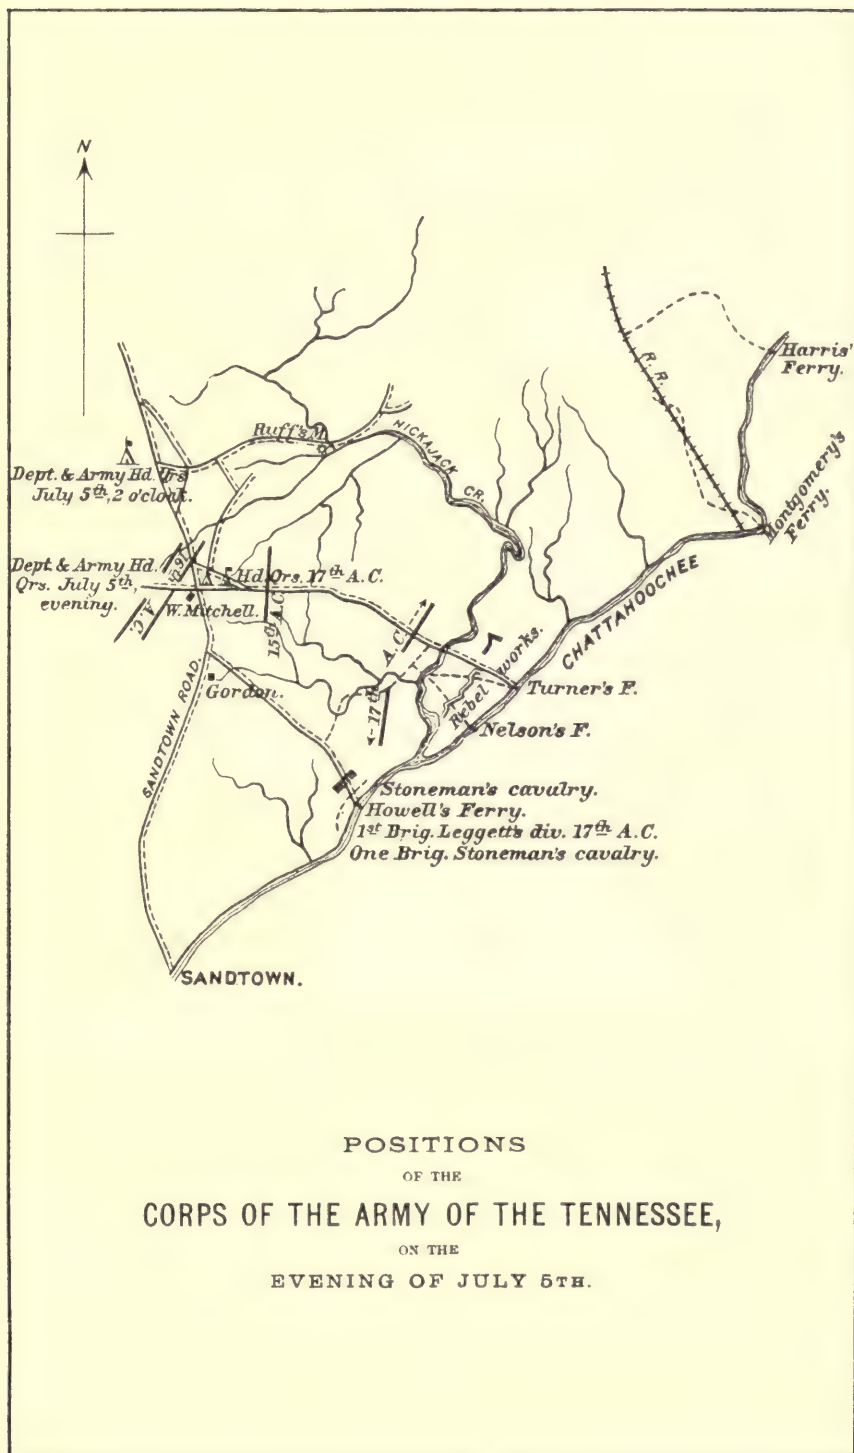 N
Harris'
Ferry.
R. R.
Ruff's M.
NICKAJACK CR.
Dept. & Army Hd. Qrs
July 5th, 2 o'clock.
Montgomery's
Ferry.
Dept. & Army Hd.
Qrs. July 5th,
evening.
16th A.C.
Hd. Qrs. 17th A.C.
W. Mitchell.
15th A.C.
CHATTAHOOCHEE
17th A.C.
Rebel works.
Gordon.
SANDTOWN ROAD.
Turner's F.
Nelson's F.
Stoneman's cavalry.
Howell's Ferry.
1st Brig. Leggett's div. 17th A.C.
One Brig. Stoneman's cavalry.
SANDTOWN.
POSITIONS
OF THE
CORPS OF THE ARMY OF THE TENNESSEE,
ON THE
EVENING OF JULY 5TH.